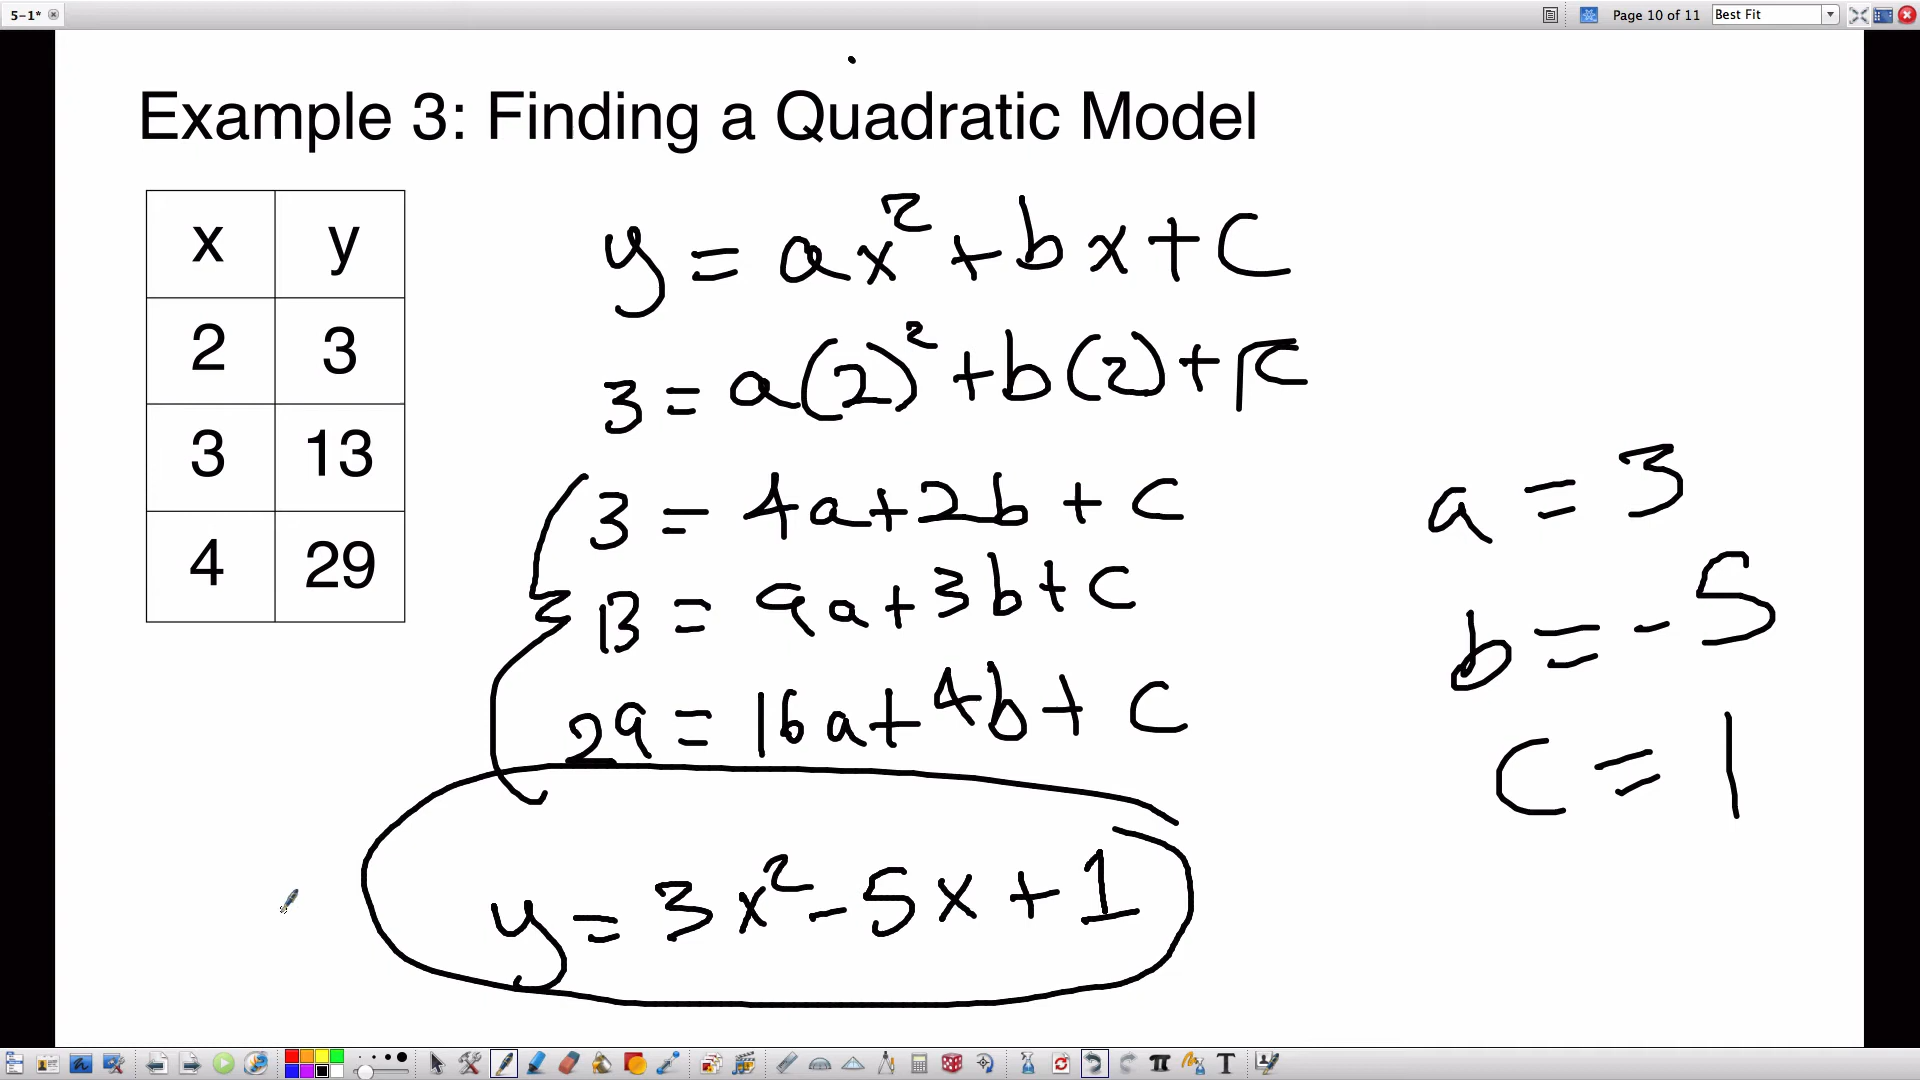 5-1*
Page 10 of 11
Best Fit
Example 3: Finding a Quadratic Model
x y
2 3
3 13
4 29
y = ax² + bx + c
3 = a(2)² + b(2) + c
3 = 4a + 2b + c
13 = 9a + 3b + c
29 = 16a + 4b + c
a = 3
b = -5
c = 1
y = 3x² - 5x + 1